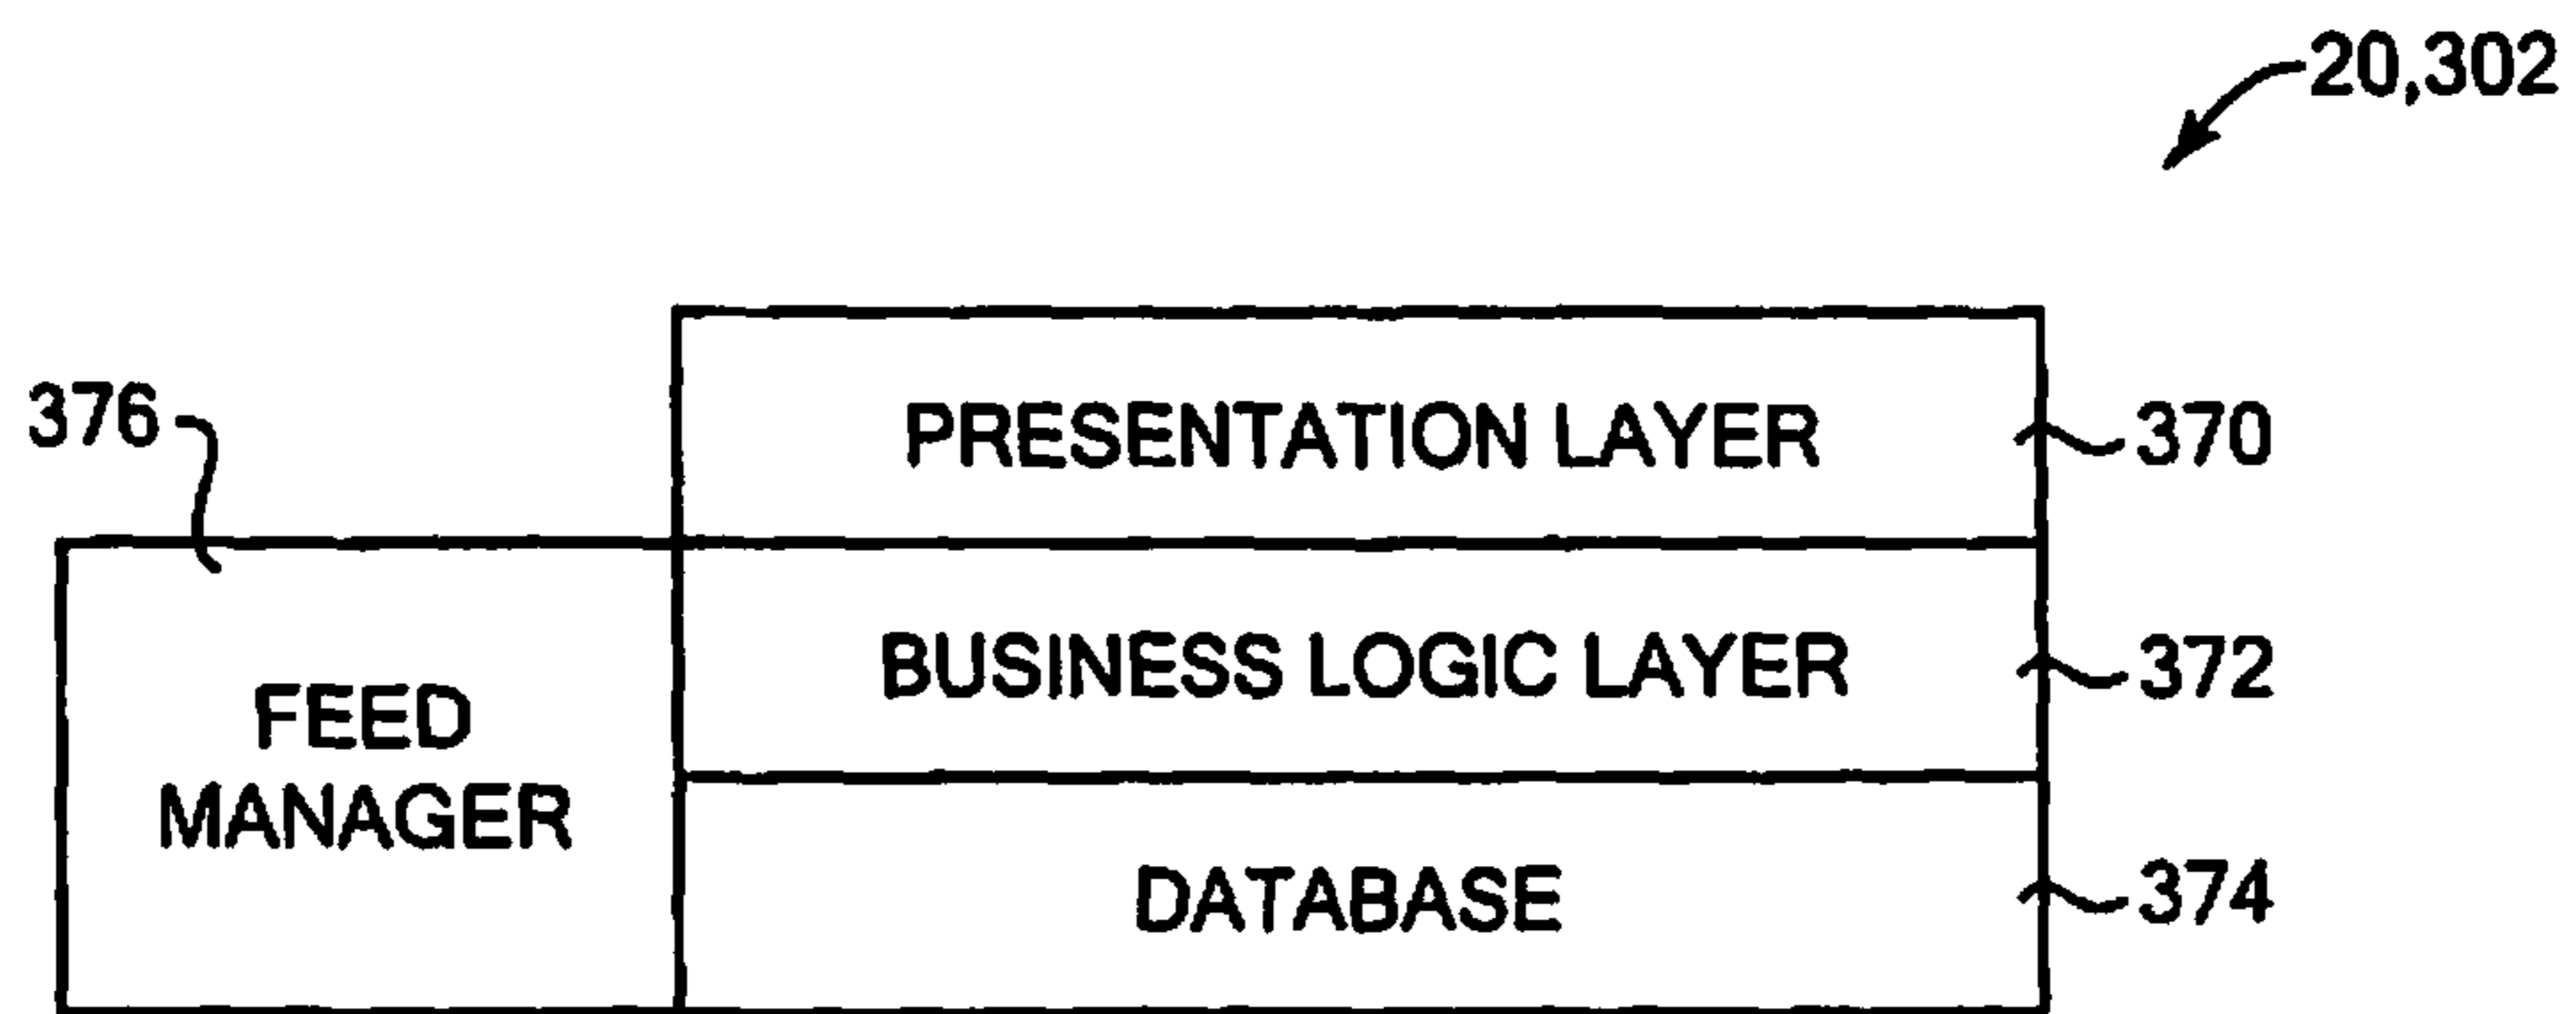 20,302
PRESENTATION LAYER
370
376
BUSINESS LOGIC LAYER
372
FEED
MANAGER
DATABASE
374